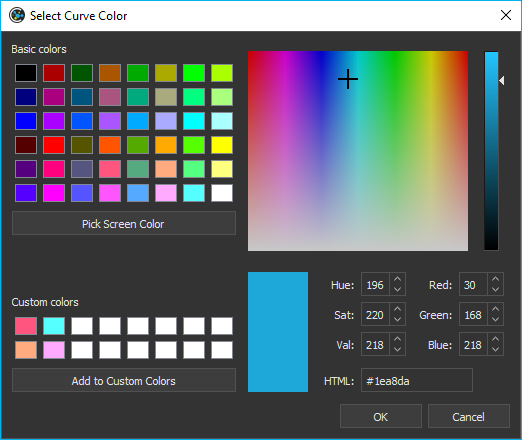 Select Curve Color
Basic colors
Pick Screen Color
Custom colors
Add to Custom Colors
Hue: 196 Red: 30
Sat: 220 Green: 168
Val: 218 Blue: 218
HTML: #1ea8da
OK Cancel